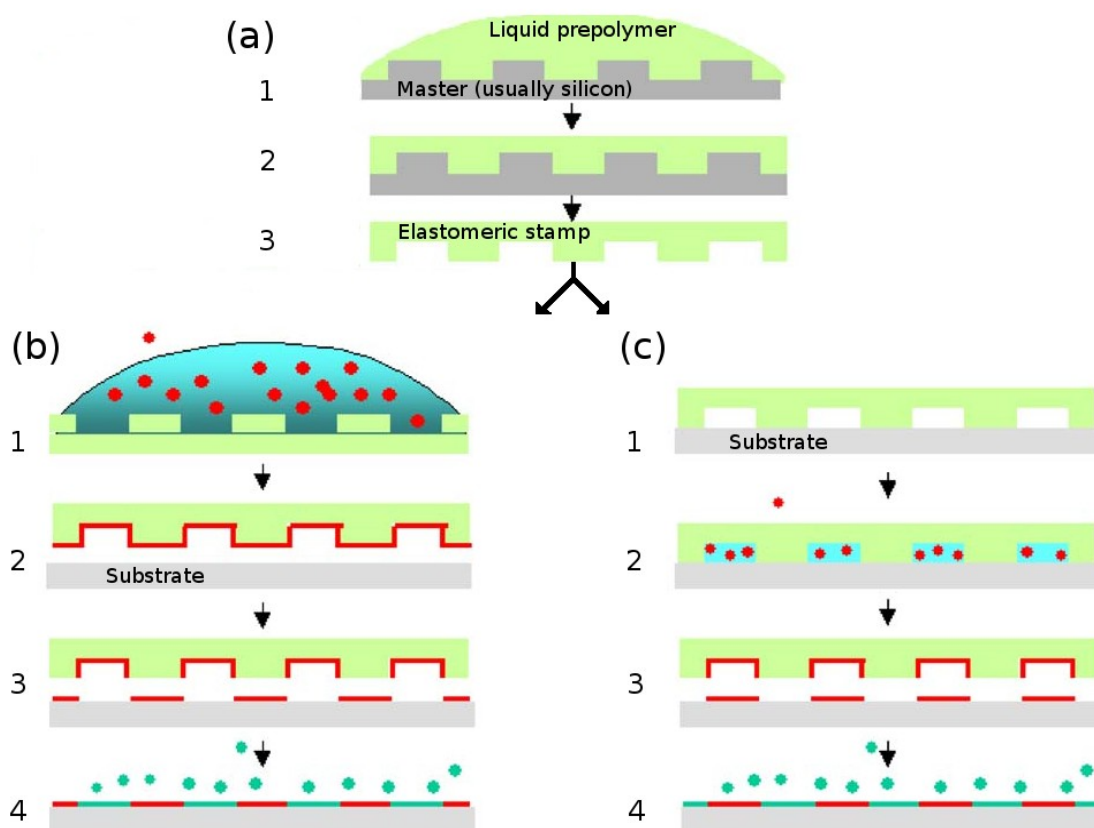 (a)
Liquid prepolymer
1
Master (usually silicon)
2
3
Elastomeric stamp
(b)
1
2
Substrate
3
4
(c)
1
Substrate
2
3
4